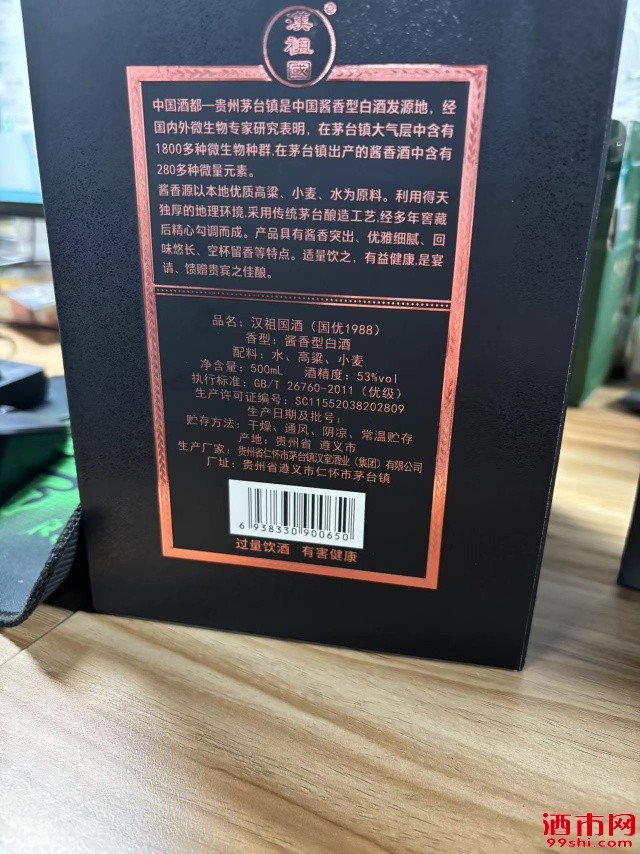 漢
祖
國
®
中国酒都—贵州茅台镇是中国酱香型白酒发源地，经
国内外微生物专家研究表明，在茅台镇大气层中含有
1800多种微生物种群,在茅台镇出产的酱香酒中含有
280多种微量元素。
酱香源以本地优质高粱、小麦、水为原料。利用得天
独厚的地理环境,采用传统茅台酿造工艺,经多年窖藏
后精心勾调而成。产品具有酱香突出、优雅细腻、回
味悠长、空杯留香等特点。适量饮之，有益健康,是宴
请、馈赠贵宾之佳酿。
品名：汉祖国酒（国优1988）
香型：酱香型白酒
配料：水、高粱、小麦
净含量：500mL 酒精度：53%vol
执行标准：GB/T 26760-2011（优级）
生产许可证编号：SC11552038202809
生产日期及批号：
贮存方法：干燥、通风、阴凉、常温贮存
产地：贵州省 遵义市
生产厂家：贵州省仁怀市茅台镇汉室酒业（集团）有限公司
厂址：贵州省遵义市仁怀市茅台镇
6 938330 900650
过量饮酒 有害健康
酒市网
99shi.com